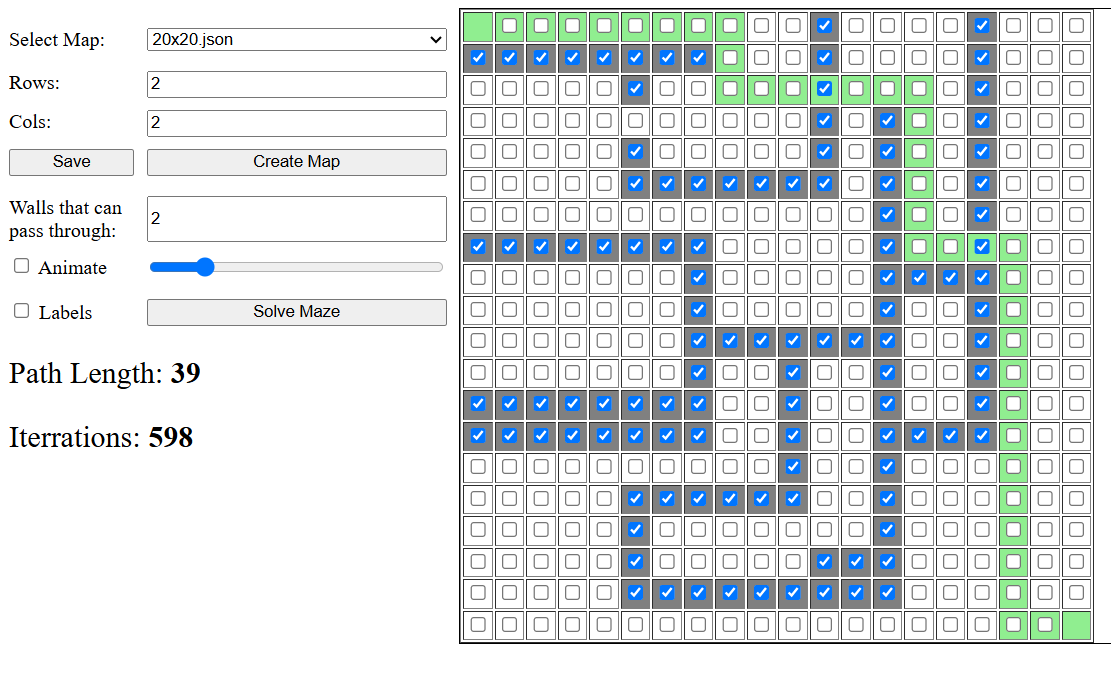 Select Map: 20x20.json
Rows: 2
Cols: 2
Save Create Map
Walls that can
pass through: 2
Animate
Labels Solve Maze
Path Length: 39
Iterrations: 598